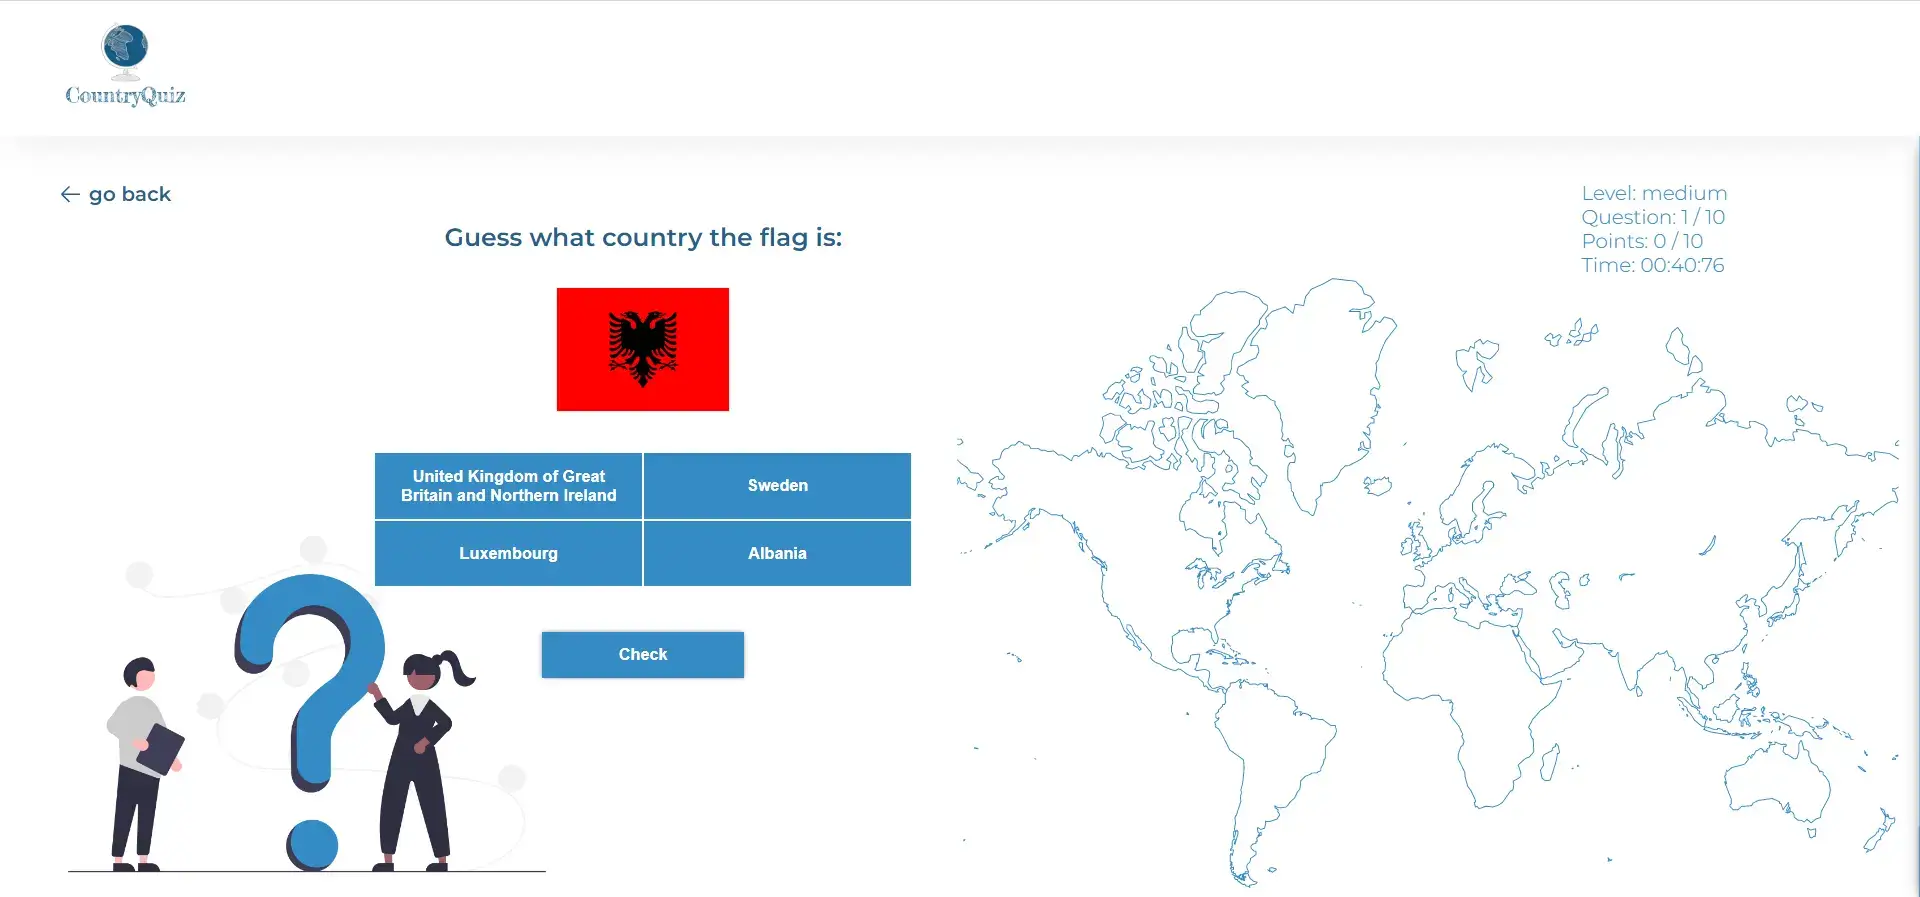 CountryQuiz
← go back
Level: medium
Question: 1 / 10
Points: 0 / 10
Time: 00:40:76
Guess what country the flag is:
United Kingdom of Great
Britain and Northern Ireland
Sweden
Luxembourg
Albania
Check